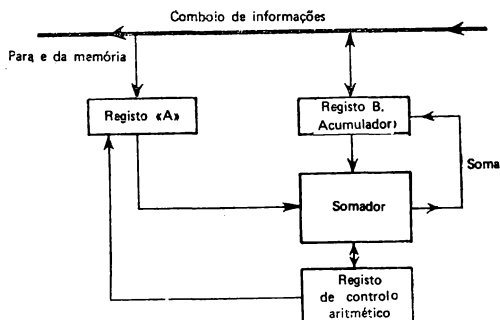 Comboio de informações
Para e da memória
Registo «A»
Registo B.
Acumulador)
Soma
Somador
Registo
de controlo
aritmético